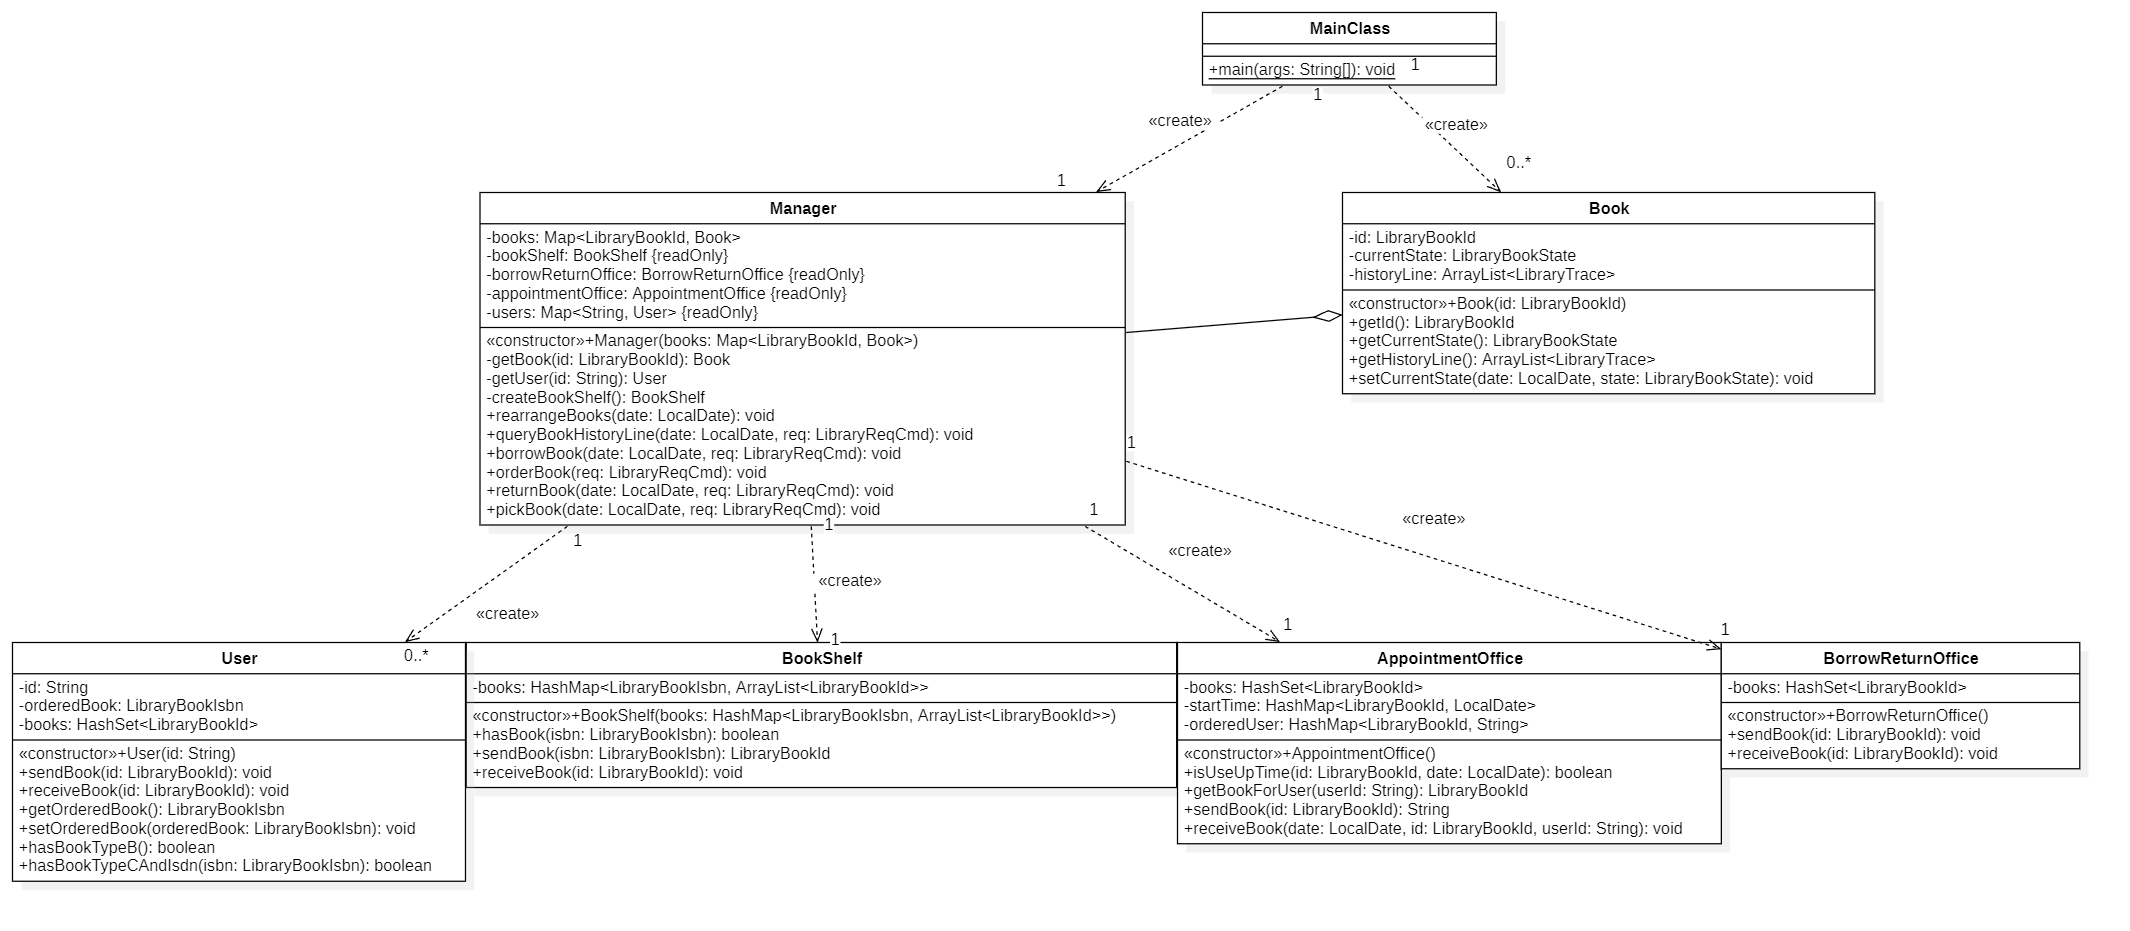 MainClass
+main(args: String[]): void
1
1
«create»
«create»
1
0..*
Manager
-books: Map<LibraryBookId, Book>
-bookShelf: BookShelf {readOnly}
-borrowReturnOffice: BorrowReturnOffice {readOnly}
-appointmentOffice: AppointmentOffice {readOnly}
-users: Map<String, User> {readOnly}
«constructor»+Manager(books: Map<LibraryBookId, Book>)
-getBook(id: LibraryBookId): Book
-getUser(id: String): User
-createBookShelf(): BookShelf
+rearrangeBooks(date: LocalDate): void
+queryBookHistoryLine(date: LocalDate, req: LibraryReqCmd): void
+borrowBook(date: LocalDate, req: LibraryReqCmd): void
+orderBook(req: LibraryReqCmd): void
+returnBook(date: LocalDate, req: LibraryReqCmd): void
+pickBook(date: LocalDate, req: LibraryReqCmd): void
Book
-id: LibraryBookId
-currentState: LibraryBookState
-historyLine: ArrayList<LibraryTrace>
«constructor»+Book(id: LibraryBookId)
+getId(): LibraryBookId
+getCurrentState(): LibraryBookState
+getHistoryLine(): ArrayList<LibraryTrace>
+setCurrentState(date: LocalDate, state: LibraryBookState): void
1
1
1
1
«create»
«create»
«create»
«create»
0..*
1
1
1
User
-id: String
-orderedBook: LibraryBookIsbn
-books: HashSet<LibraryBookId>
«constructor»+User(id: String)
+sendBook(id: LibraryBookId): void
+receiveBook(id: LibraryBookId): void
+getOrderedBook(): LibraryBookIsbn
+setOrderedBook(orderedBook: LibraryBookIsbn): void
+hasBookTypeB(): boolean
+hasBookTypeCAndIsdn(isbn: LibraryBookIsbn): boolean
BookShelf
-books: HashMap<LibraryBookIsbn, ArrayList<LibraryBookId>>
«constructor»+BookShelf(books: HashMap<LibraryBookIsbn, ArrayList<LibraryBookId>>)
+hasBook(isbn: LibraryBookIsbn): boolean
+sendBook(isbn: LibraryBookIsbn): LibraryBookId
+receiveBook(id: LibraryBookId): void
AppointmentOffice
-books: HashSet<LibraryBookId>
-startTime: HashMap<LibraryBookId, LocalDate>
-orderedUser: HashMap<LibraryBookId, String>
«constructor»+AppointmentOffice()
+isUseUpTime(id: LibraryBookId, date: LocalDate): boolean
+getBookForUser(userId: String): LibraryBookId
+sendBook(id: LibraryBookId): String
+receiveBook(date: LocalDate, id: LibraryBookId, userId: String): void
BorrowReturnOffice
-books: HashSet<LibraryBookId>
«constructor»+BorrowReturnOffice()
+sendBook(id: LibraryBookId): void
+receiveBook(id: LibraryBookId): void